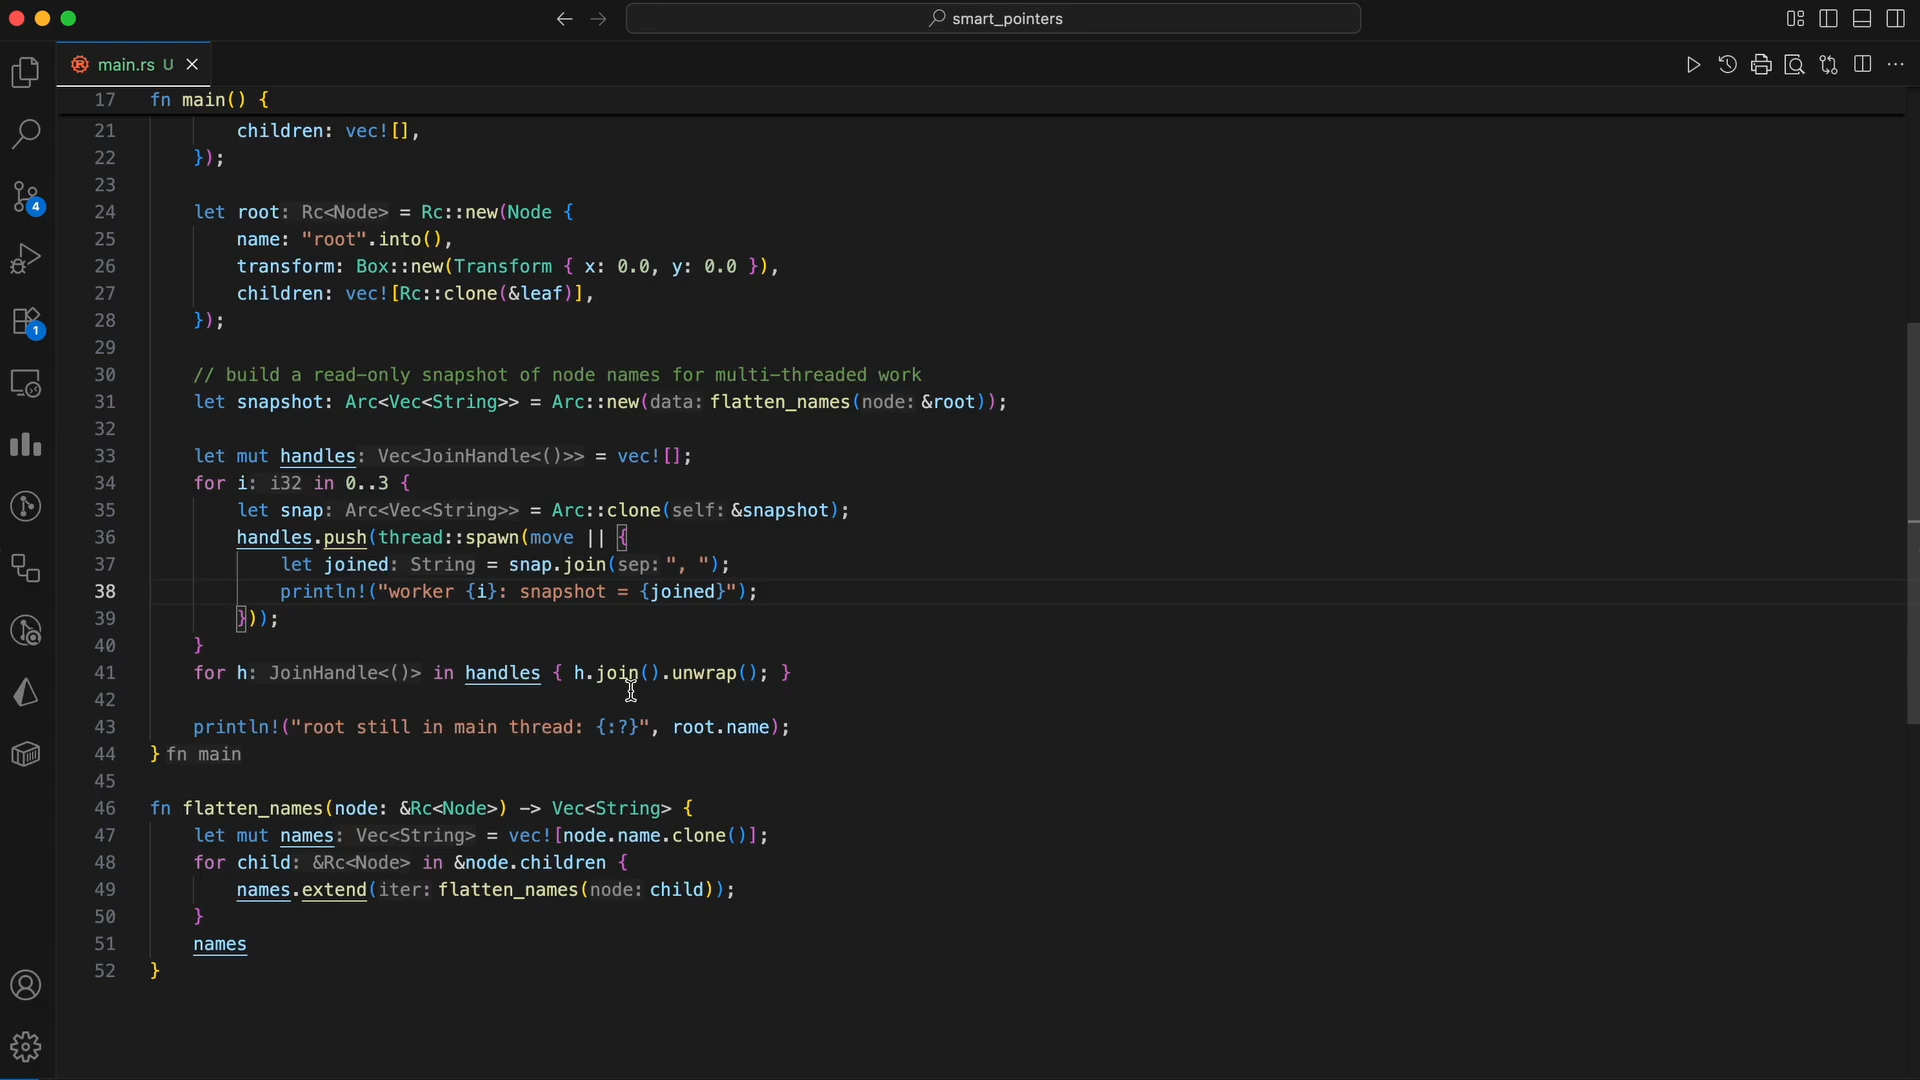 smart_pointers
main.rs U
17 fn main() {
21 children: vec![],
22 });
23
24 let root: Rc<Node> = Rc::new(Node {
25 name: "root".into(),
26 transform: Box::new(Transform { x: 0.0, y: 0.0 }),
27 children: vec![Rc::clone(&leaf)],
28 });
29
30 // build a read-only snapshot of node names for multi-threaded work
31 let snapshot: Arc<Vec<String>> = Arc::new(data: flatten_names(node: &root));
32
33 let mut handles: Vec<JoinHandle<()>> = vec![];
34 for i: i32 in 0..3 {
35 let snap: Arc<Vec<String>> = Arc::clone(self: &snapshot);
36 handles.push(thread::spawn(move || {
37 let joined: String = snap.join(sep: ", ");
38 println!("worker {i}: snapshot = {joined}");
39 }));
40 }
41 for h: JoinHandle<()> in handles { h.join().unwrap(); }
42
43 println!("root still in main thread: {:?}", root.name);
44 } fn main
45
46 fn flatten_names(node: &Rc<Node>) -> Vec<String> {
47 let mut names: Vec<String> = vec![node.name.clone()];
48 for child: &Rc<Node> in &node.children {
49 names.extend(iter: flatten_names(node: child));
50 }
51 names
52 }
4
1